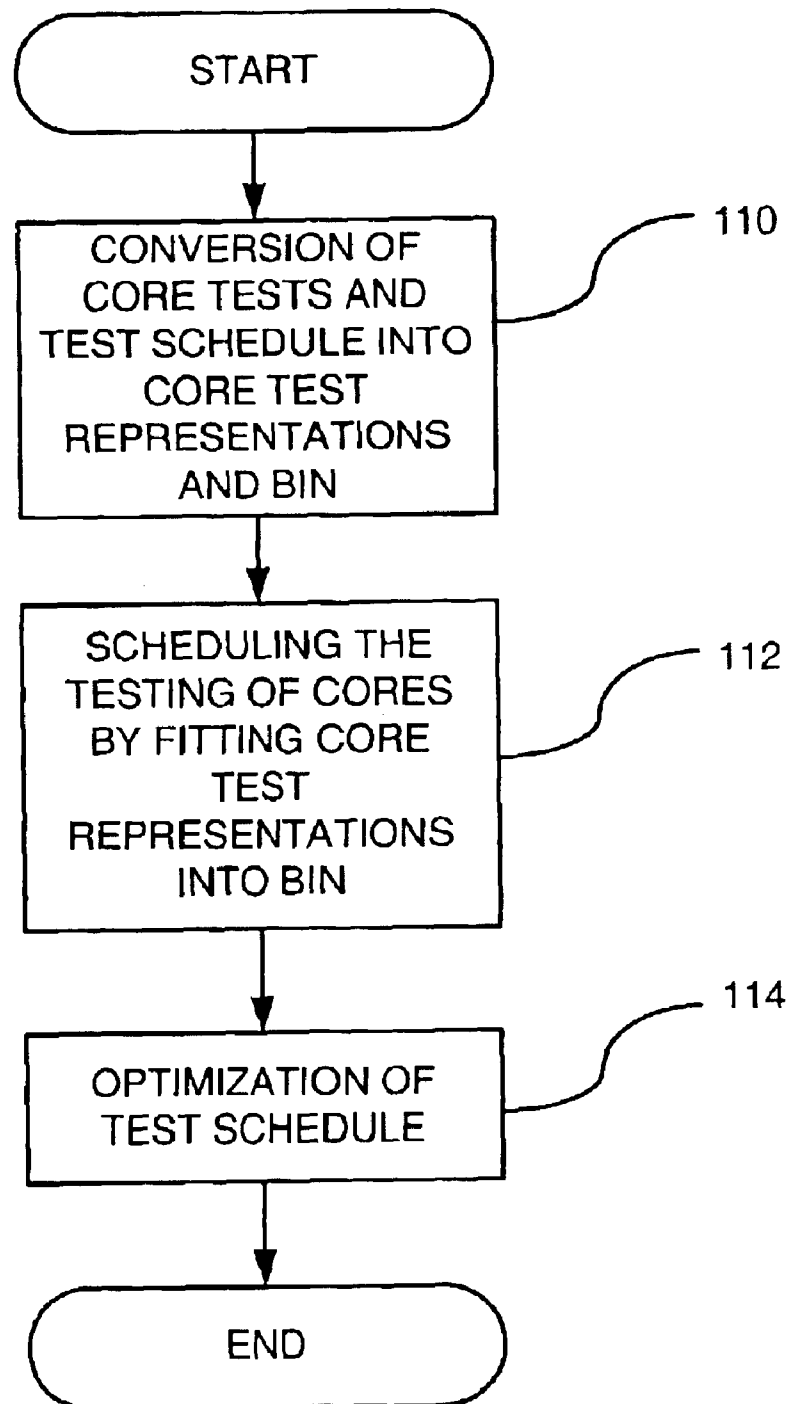 START
CONVERSION OF
CORE TESTS AND
TEST SCHEDULE INTO
CORE TEST
REPRESENTATIONS
AND BIN
110
SCHEDULING THE
TESTING OF CORES
BY FITTING CORE
TEST
REPRESENTATIONS
INTO BIN
112
OPTIMIZATION OF
TEST SCHEDULE
114
END